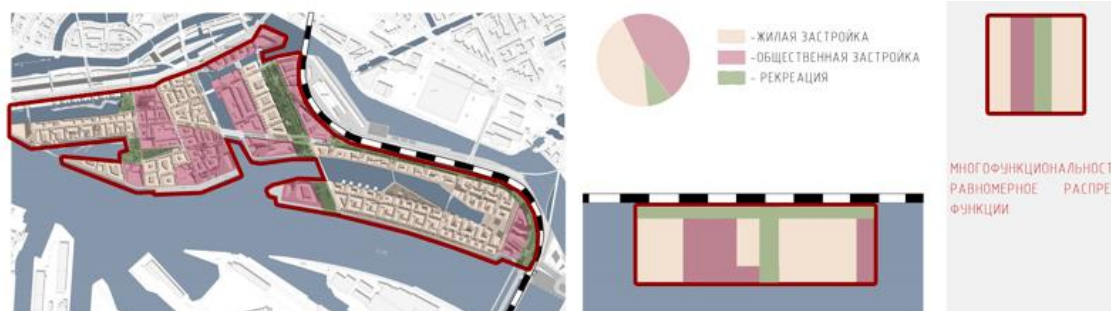 -ЖИЛАЯ ЗАСТРОЙКА
-ОБЩЕСТВЕННАЯ ЗАСТРОЙКА
- РЕКРЕАЦИЯ
МНОГОФУНКЦИОНАЛЬНОСТ
РАВНОМЕРНОЕ РАСПРЕ
ФУНКЦИИ